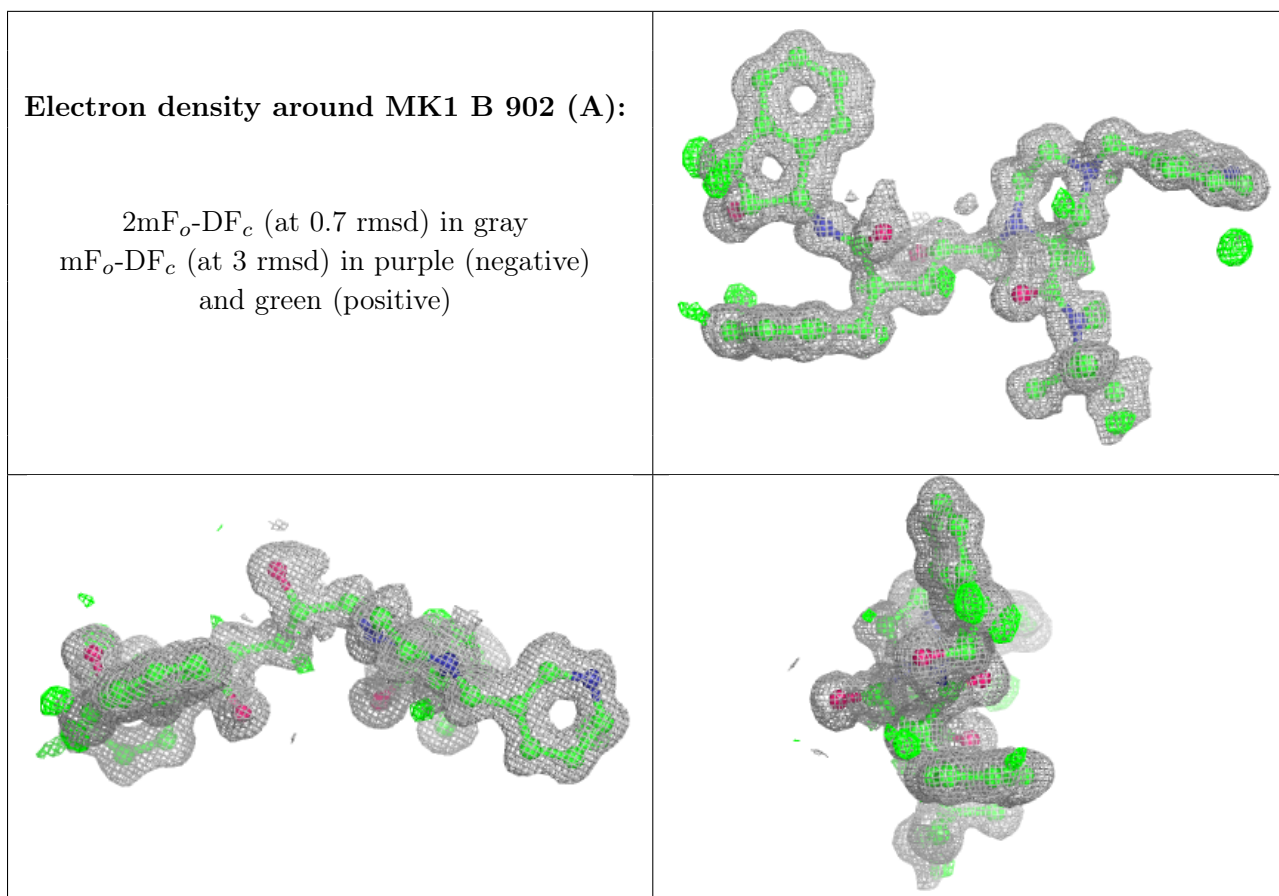 Electron density around MK1 B 902 (A):
2mFₒ-DF𝑐 (at 0.7 rmsd) in gray
mFₒ-DF𝑐 (at 3 rmsd) in purple (negative)
and green (positive)